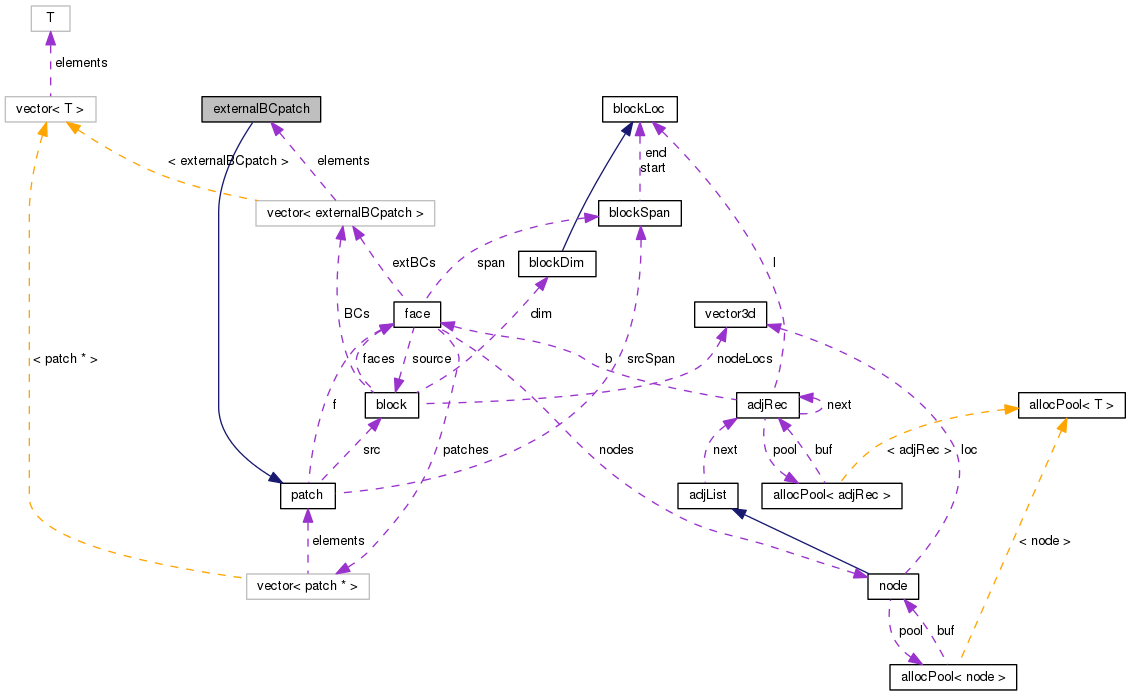 T
elements
vector< T >
externalBCpatch
blockLoc
< externalBCpatch >
elements
end
start
vector< externalBCpatch >
blockSpan
extBCs
span
blockDim
l
BCs
face
dim
vector3d
< patch * >
faces
source
b
srcSpan
nodeLocs
f
block
adjRec
next
allocPool< T >
src
patches
nodes
next
pool
buf
< adjRec >
loc
patch
adjList
allocPool< adjRec >
elements
< node >
vector< patch * >
node
pool
buf
allocPool< node >